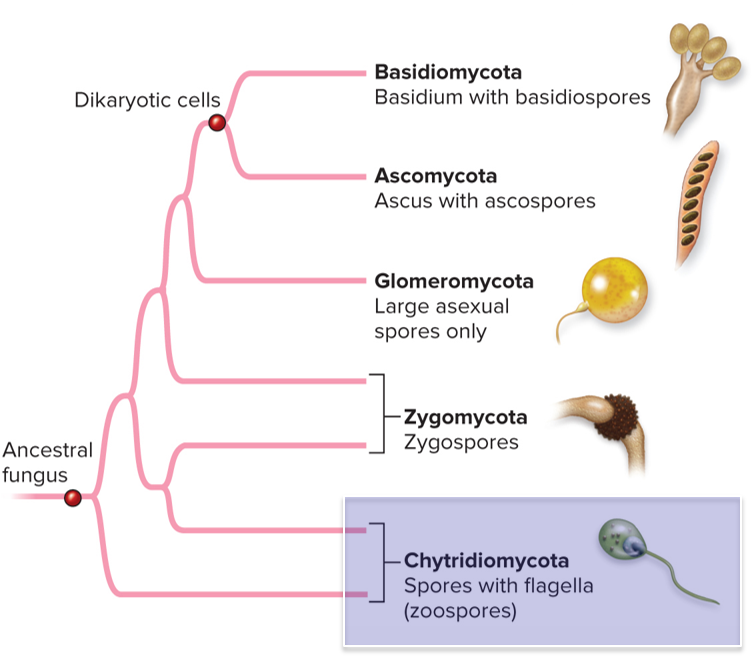 Dikaryotic cells
Basidiomycota
Basidium with basidiospores
Ascomycota
Ascus with ascospores
Glomeromycota
Large asexual
spores only
Zygomycota
Zygospores
Ancestral
fungus
Chytridiomycota
Spores with flagella
(zoospores)